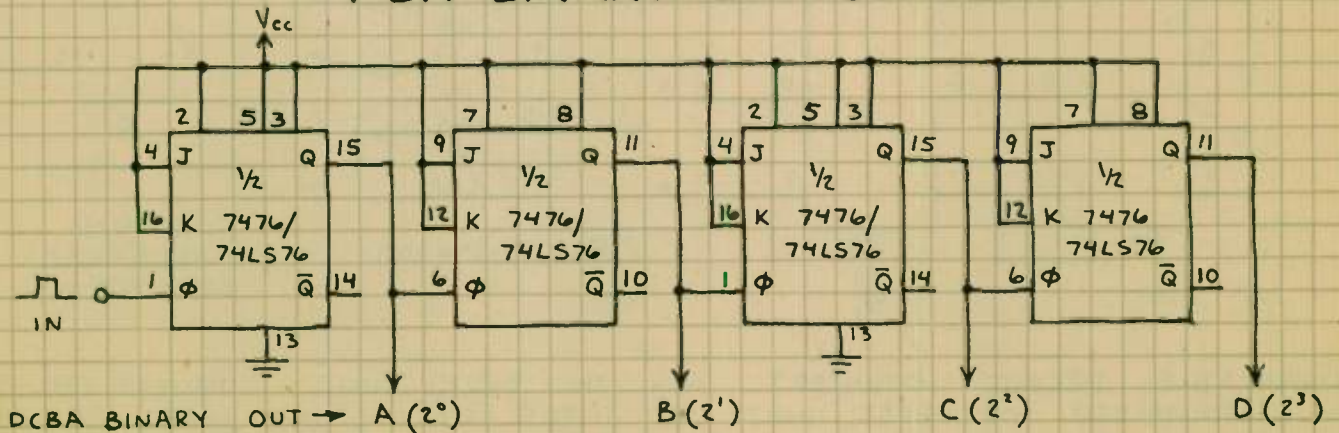 Vcc
2 5 3 7 8 2 5 3 7 8
4 J Q 15 9 J Q 11 4 J Q 15 9 J Q 11
1/2 1/2 1/2 1/2
16 K 7476/ 12 K 7476/ 16 K 7476/ 12 K 7476
74LS76 74LS76 74LS76 74LS76
1 Φ Q̅ 14 6 Φ Q̅ 10 1 Φ Q̅ 14 6 Φ Q̅ 10
IN
13 13
DCBA BINARY OUT → A (2⁰) B (2¹) C (2²) D (2³)